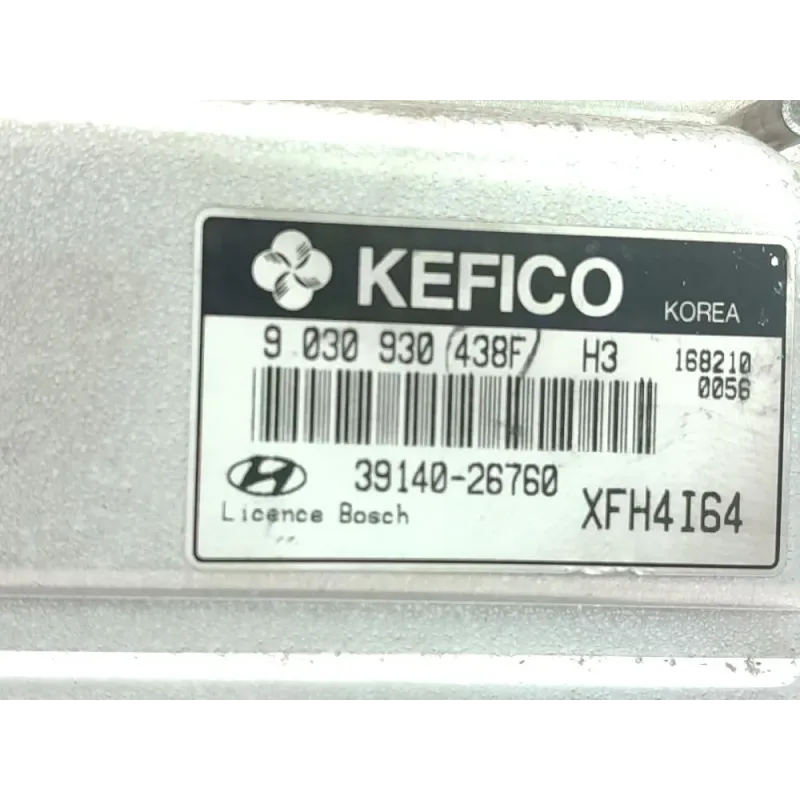 KEFICO KOREA
9 030 930 438F H3 168210
0056
39140-26760
Licence Bosch XFH4I64